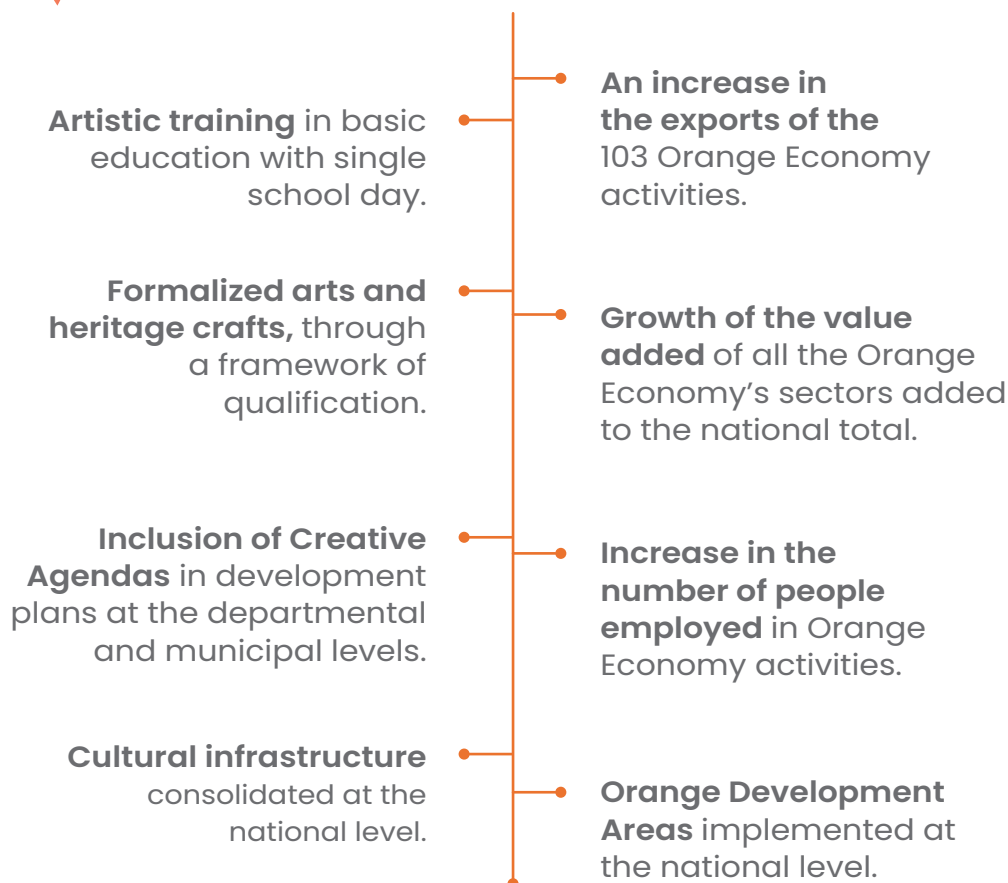 Artistic training in basic
education with single
school day.
Formalized arts and
heritage crafts, through
a framework of
qualification.
Inclusion of Creative
Agendas in development
plans at the departmental
and municipal levels.
Cultural infrastructure
consolidated at the
national level.
An increase in
the exports of the
103 Orange Economy
activities.
Growth of the value
added of all the Orange
Economy’s sectors added
to the national total.
Increase in the
number of people
employed in Orange
Economy activities.
Orange Development
Areas implemented at
the national level.